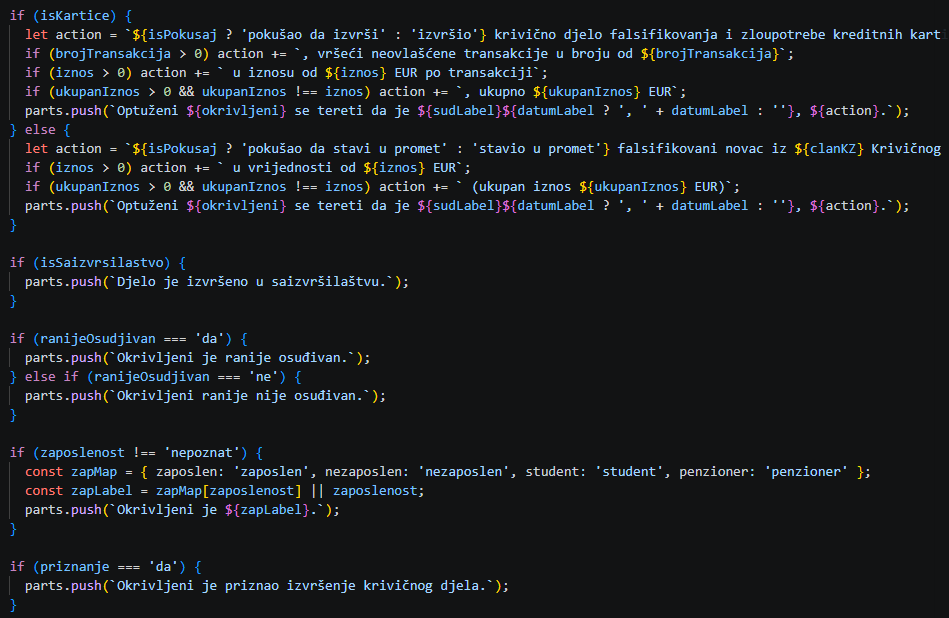 if (isKartice) {
  let action = `${isPokusaj ? 'pokušao da izvrši' : 'izvršio'} krivično djelo falsifikovanja i zloupotrebe kreditnih kart
  if (brojTransakcija > 0) action += `, vršeći neovlašćene transakcije u broju od ${brojTransakcija}`;
  if (iznos > 0) action += ` u iznosu od ${iznos} EUR po transakciji`;
  if (ukupanIznos > 0 && ukupanIznos !== iznos) action += `, ukupno ${ukupanIznos} EUR`;
  parts.push(`Optuženi ${okrivljeni} se tereti da je ${sudLabel}${datumLabel ? ', ' + datumLabel : ''}, ${action}.`);
} else {
  let action = `${isPokusaj ? 'pokušao da stavi u promet' : 'stavio u promet'} falsifikovani novac iz ${clanKZ} Krivičnog
  if (iznos > 0) action += ` u vrijednosti od ${iznos} EUR`;
  if (ukupanIznos > 0 && ukupanIznos !== iznos) action += ` (ukupan iznos ${ukupanIznos} EUR)`;
  parts.push(`Optuženi ${okrivljeni} se tereti da je ${sudLabel}${datumLabel ? ', ' + datumLabel : ''}, ${action}.`);
}

if (isSaizvrsilastvo) {
  parts.push(`Djelo je izvršeno u saizvršilaštvu.`);
}

if (ranijeOsudjivan === 'da') {
  parts.push(`Okrivljeni je ranije osuđivan.`);
} else if (ranijeOsudjivan === 'ne') {
  parts.push(`Okrivljeni ranije nije osuđivan.`);
}

if (zaposlenost !== 'nepoznat') {
  const zapMap = { zaposlen: 'zaposlen', nezaposlen: 'nezaposlen', student: 'student', penzioner: 'penzioner' };
  const zapLabel = zapMap[zaposlenost] || zaposlenost;
  parts.push(`Okrivljeni je ${zapLabel}.`);
}

if (priznanje === 'da') {
  parts.push(`Okrivljeni je priznao izvršenje krivičnog djela.`);
}